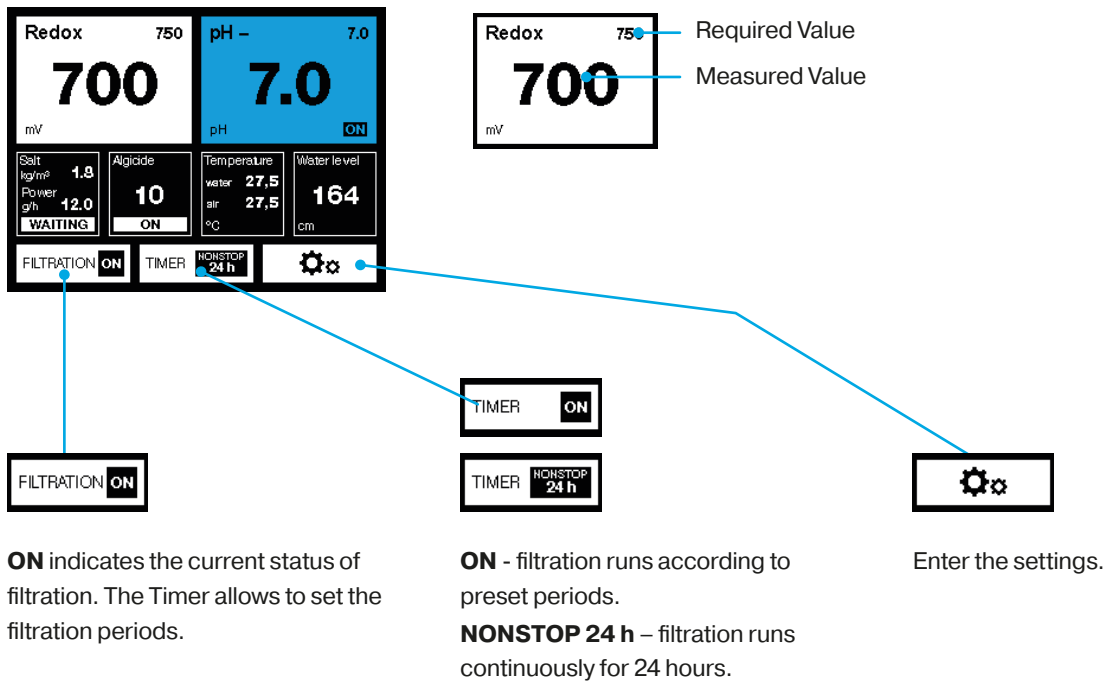 Redox 750
700
mV
pH – 7.0
7.0
pH ON
Salt
kg/m³ 1.8
Power
g/h 12.0
WAITING
Algicide
10
ON
Temperature
water 27,5
air 27,5
°C
Water level
164
cm
FILTRATION ON
TIMER NONSTOP
24 h
Redox 750
700
mV
Required Value
Measured Value
TIMER ON
FILTRATION ON
TIMER NONSTOP
24 h
ON indicates the current status of
filtration. The Timer allows to set the
filtration periods.
ON - filtration runs according to
preset periods.
NONSTOP 24 h – filtration runs
continuously for 24 hours.
Enter the settings.